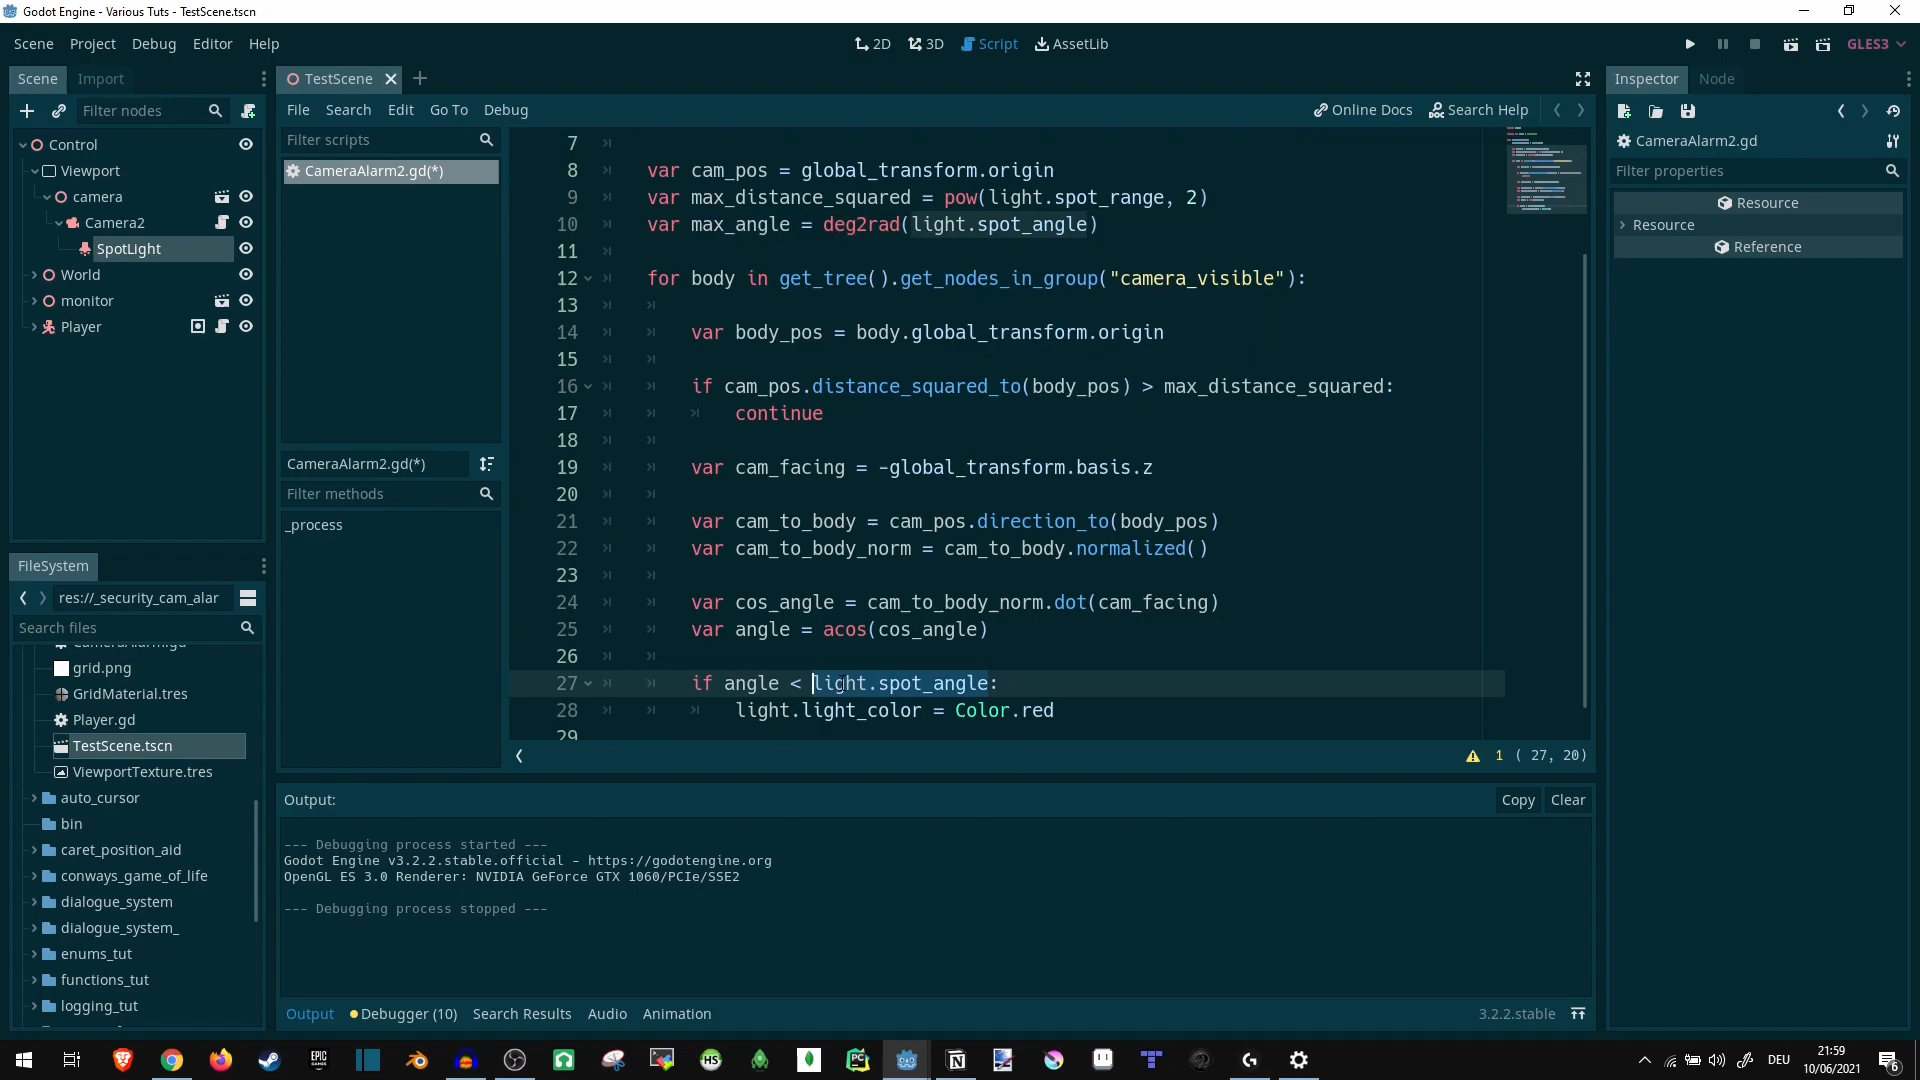 Godot Engine - Various Tuts - TestScene.tscn
Scene Project Debug Editor Help
2D 3D Script AssetLib
GLES3
Scene Import
Filter nodes
Control
Viewport
camera
Camera2
SpotLight
World
monitor
Player
FileSystem
res://_security_cam_alar
Search files
grid.png
GridMaterial.tres
Player.gd
TestScene.tscn
ViewportTexture.tres
auto_cursor
bin
caret_position_aid
conways_game_of_life
dialogue_system
dialogue_system_
enums_tut
functions_tut
logging_tut
TestScene
File Search Edit Go To Debug
Online Docs Search Help
Filter scripts
CameraAlarm2.gd(*)
CameraAlarm2.gd(*)
Filter methods
_process
7
8 var cam_pos = global_transform.origin
9 var max_distance_squared = pow(light.spot_range, 2)
10 var max_angle = deg2rad(light.spot_angle)
11
12 for body in get_tree().get_nodes_in_group("camera_visible"):
13
14 var body_pos = body.global_transform.origin
15
16 if cam_pos.distance_squared_to(body_pos) > max_distance_squared:
17 continue
18
19 var cam_facing = -global_transform.basis.z
20
21 var cam_to_body = cam_pos.direction_to(body_pos)
22 var cam_to_body_norm = cam_to_body.normalized()
23
24 var cos_angle = cam_to_body_norm.dot(cam_facing)
25 var angle = acos(cos_angle)
26
27 if angle < light.spot_angle:
28 light.light_color = Color.red
29
1 ( 27, 20)
Output:
Copy Clear
--- Debugging process started ---
Godot Engine v3.2.2.stable.official - https://godotengine.org
OpenGL ES 3.0 Renderer: NVIDIA GeForce GTX 1060/PCIe/SSE2
--- Debugging process stopped ---
Output Debugger (10) Search Results Audio Animation
3.2.2.stable
Inspector Node
CameraAlarm2.gd
Filter properties
Resource
Resource
Reference
DEU
21:59
10/06/2021
6